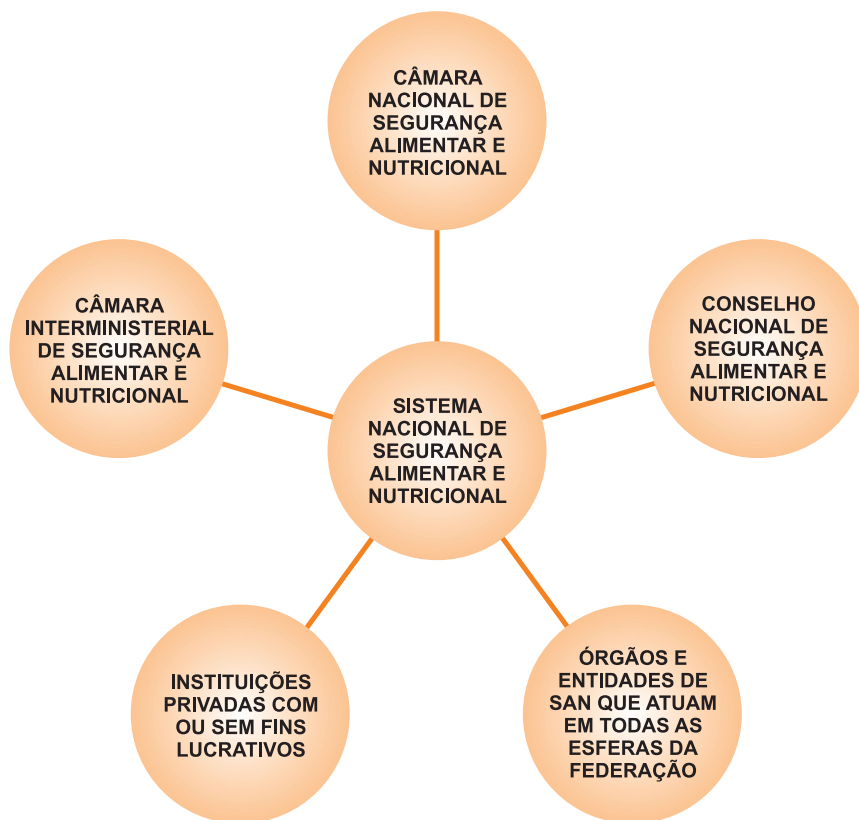 CÂMARA
NACIONAL DE
SEGURANÇA
ALIMENTAR E
NUTRICIONAL
CÂMARA
INTERMINISTERIAL
DE SEGURANÇA
ALIMENTAR E
NUTRICIONAL
CONSELHO
NACIONAL DE
SEGURANÇA
ALIMENTAR E
NUTRICIONAL
SISTEMA
NACIONAL DE
SEGURANÇA
ALIMENTAR E
NUTRICIONAL
INSTITUIÇÕES
PRIVADAS COM
OU SEM FINS
LUCRATIVOS
ÓRGÃOS E
ENTIDADES DE
SAN QUE ATUAM
EM TODAS AS
ESFERAS DA
FEDERAÇÃO